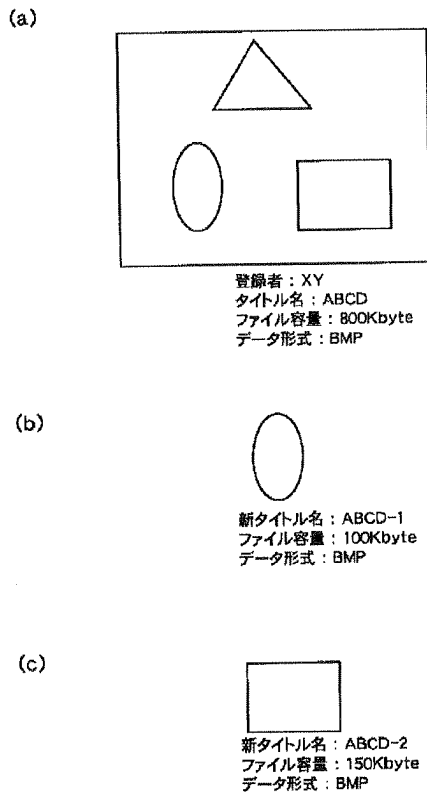 (a)
登録者：XY
タイトル名：ABCD
ファイル容量：800Kbyte
データ形式：BMP
(b)
新タイトル名：ABCD-1
ファイル容量：100Kbyte
データ形式：BMP
(c)
新タイトル名：ABCD-2
ファイル容量：150Kbyte
データ形式：BMP